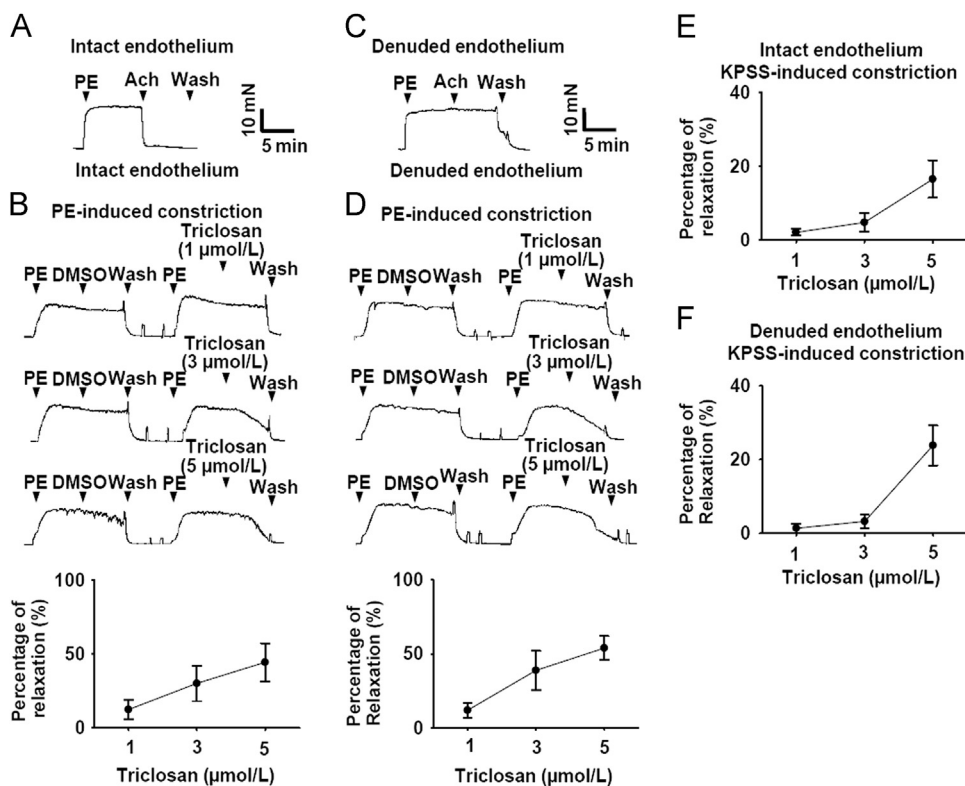 A
Intact endothelium
PE Ach Wash
10 mN
5 min
Intact endothelium
B
PE-induced constriction
Triclosan
(1 µmol/L)
PE DMSO Wash PE Wash
Triclosan
(3 µmol/L)
PE DMSO Wash PE Wash
Triclosan
(5 µmol/L)
PE DMSO Wash PE Wash
Percentage of
relaxation (%)
100
50
0
1 3 5
Triclosan (µmol/L)
C
Denuded endothelium
PE Ach Wash
10 mN
5 min
Denuded endothelium
D
PE-induced constriction
Triclosan
(1 µmol/L)
PE DMSO Wash PE Wash
Triclosan
(3 µmol/L)
PE DMSO Wash PE Wash
Triclosan
(5 µmol/L)
PE DMSO Wash PE Wash
Percentage of
Relaxation (%)
100
50
0
1 3 5
Triclosan (µmol/L)
E
Intact endothelium
KPSS-induced constriction
Percentage of
relaxation (%)
40
20
0
1 3 5
Triclosan (µmol/L)
F
Denuded endothelium
KPSS-induced constriction
Percentage of
Relaxation (%)
40
20
0
1 3 5
Triclosan (µmol/L)